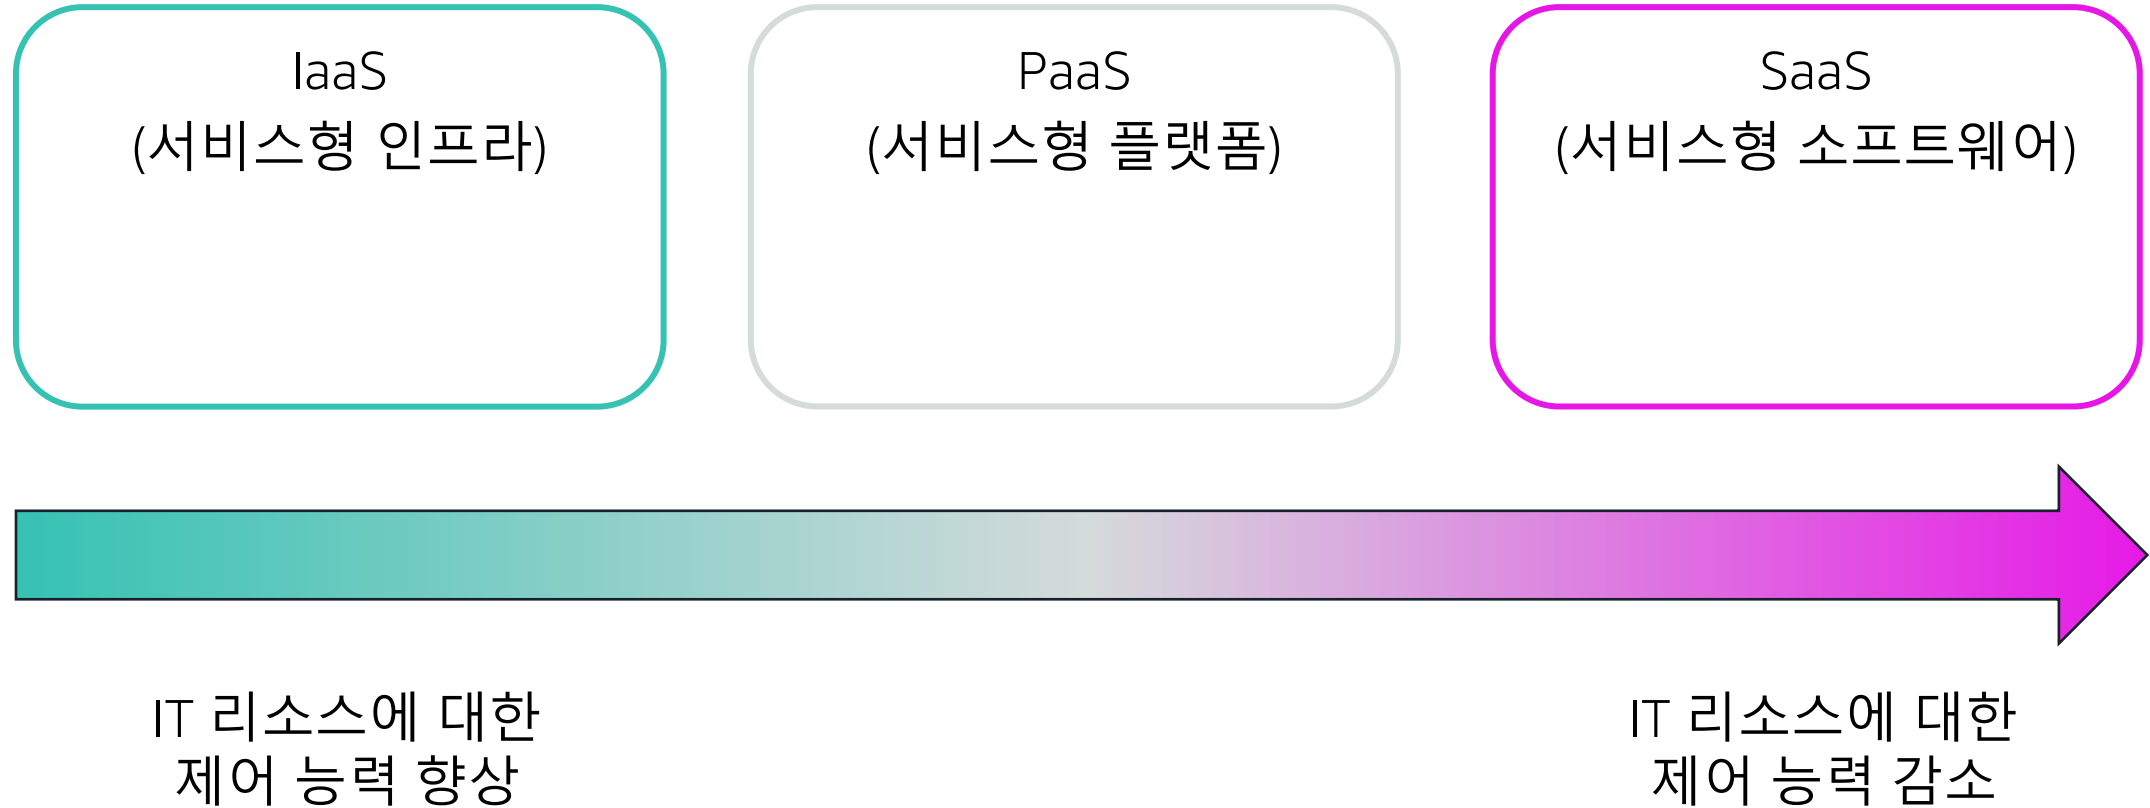 IaaS
(서비스형 인프라)
PaaS
(서비스형 플랫폼)
SaaS
(서비스형 소프트웨어)
IT 리소스에 대한
제어 능력 향상
IT 리소스에 대한
제어 능력 감소